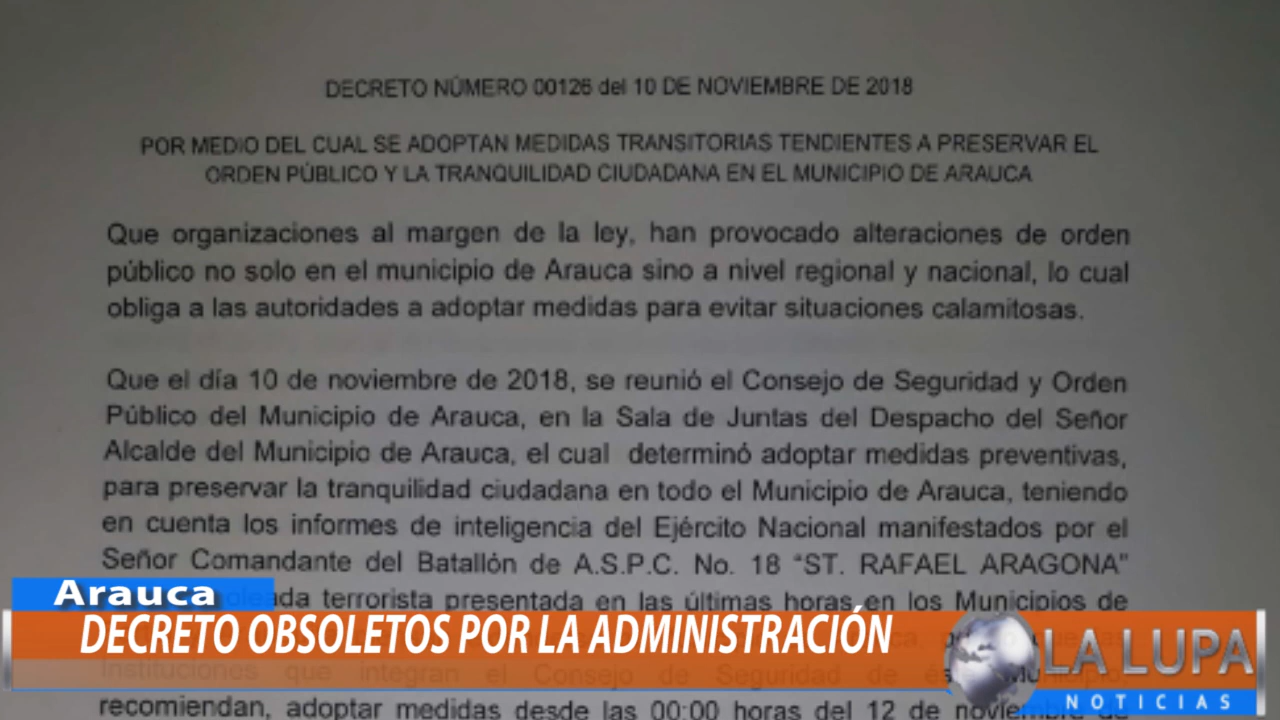 DECRETO NÚMERO 00126 del 10 DE NOVIEMBRE DE 2018
POR MEDIO DEL CUAL SE ADOPTAN MEDIDAS TRANSITORIAS TENDIENTES A PRESERVAR EL
ORDEN PÚBLICO Y LA TRANQUILIDAD CIUDADANA EN EL MUNICIPIO DE ARAUCA
Que organizaciones al margen de la ley, han provocado alteraciones de orden
público no solo en el municipio de Arauca sino a nivel regional y nacional, lo cual
obliga a las autoridades a adoptar medidas para evitar situaciones calamitosas.
Que el día 10 de noviembre de 2018, se reunió el Consejo de Seguridad y Orden
Público del Municipio de Arauca, en la Sala de Juntas del Despacho del Señor
Alcalde del Municipio de Arauca, el cual determinó adoptar medidas preventivas,
para preservar la tranquilidad ciudadana en todo el Municipio de Arauca, teniendo
en cuenta los informes de inteligencia del Ejército Nacional manifestados por el
Señor Comandante del Batallón de A.S.P.C. No. 18 “ST. RAFAEL ARAGONA”
terrorista presentada en las últimas horas en los Municipios de
Instituciones que integran el Consejo de Seguridad de
recomiendan, adoptar medidas desde las 00:00 horas del 12 de noviembre de
Arauca
DECRETO OBSOLETOS POR LA ADMINISTRACIÓN
LA LUPA
NOTICIAS